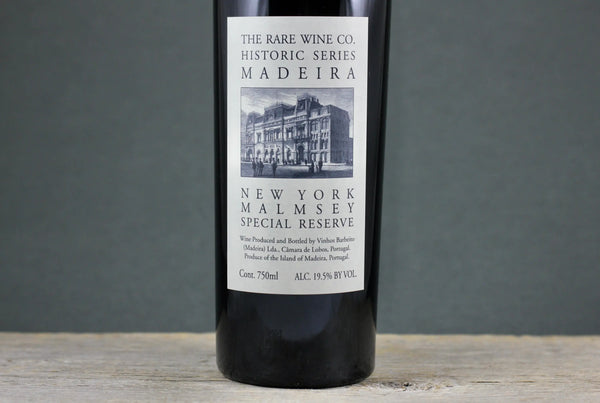 THE RARE WINE CO.
HISTORIC SERIES
MADEIRA
NEW YORK
MALMSEY
SPECIAL RESERVE
Wine Produced and Bottled by Vinhos Barbeito
(Madeira) Lda., Câmara de Lobos, Portugal.
Produce of the Island of Madeira, Portugal.
Cont. 750ml ALC. 19.5% BY VOL.